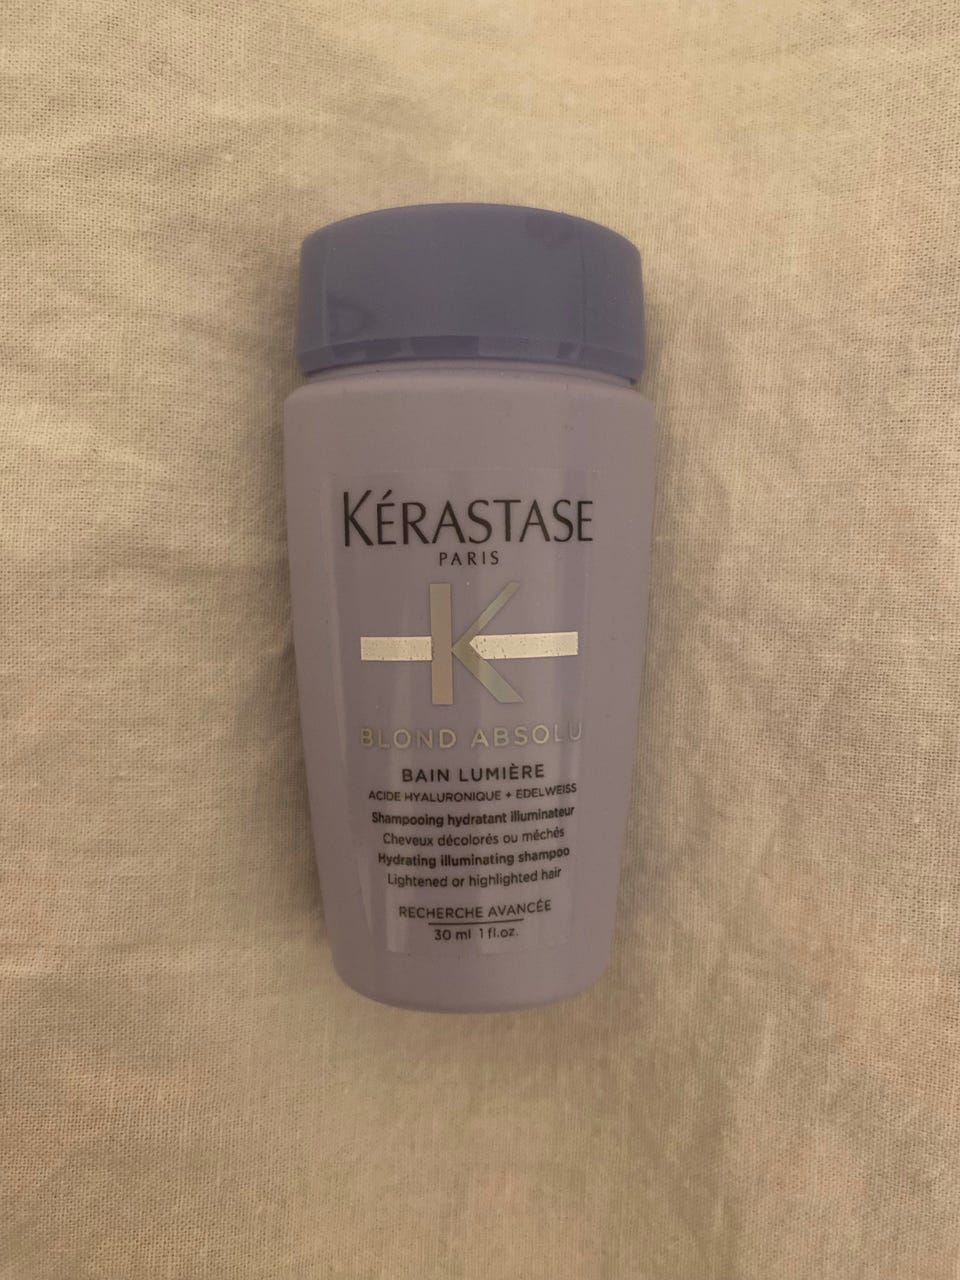 KÉRASTASE
PARIS
K
BLOND ABSOLU
BAIN LUMIÈRE
ACIDE HYALURONIQUE + EDELWEISS
Shampooing hydratant illuminateur
Cheveux décolorés ou méchés
Hydrating illuminating shampoo
Lightened or highlighted hair
RECHERCHE AVANCÉE
30 ml 1 fl.oz.